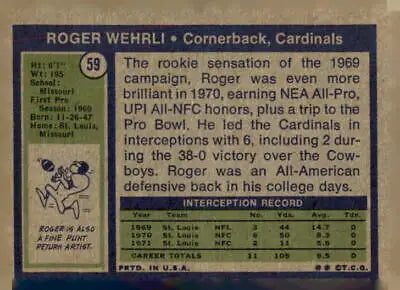 ROGER WEHRLI • Cornerback, Cardinals
59
Ht: 6'1"
Wt: 195
School:
Missouri
First Pro
Season: 1969
Born: 11-26-47
Home: St. Louis,
Missouri
ROGER IS ALSO
A FINE PUNT
RETURN ARTIST.
The rookie sensation of the 1969
campaign, Roger was even more
brilliant in 1970, earning NEA All-Pro,
UPI All-NFC honors, plus a trip to the
Pro Bowl. He led the Cardinals in
interceptions with 6, including 2 dur-
ing the 38-0 victory over the Cow-
boys. Roger was an All-American
defensive back in his college days.
INTERCEPTION RECORD
Year Team No. Yds. Avg. Tds.
1969 St. Louis NFL 3 44 14.7 0
1970 St. Louis NFC 6 50 8.3 0
1971 St. Louis NFC 2 11 5.5 0
CAREER TOTALS 11 105 9.5 0
PRTD. IN U.S.A.
© T.C.G.